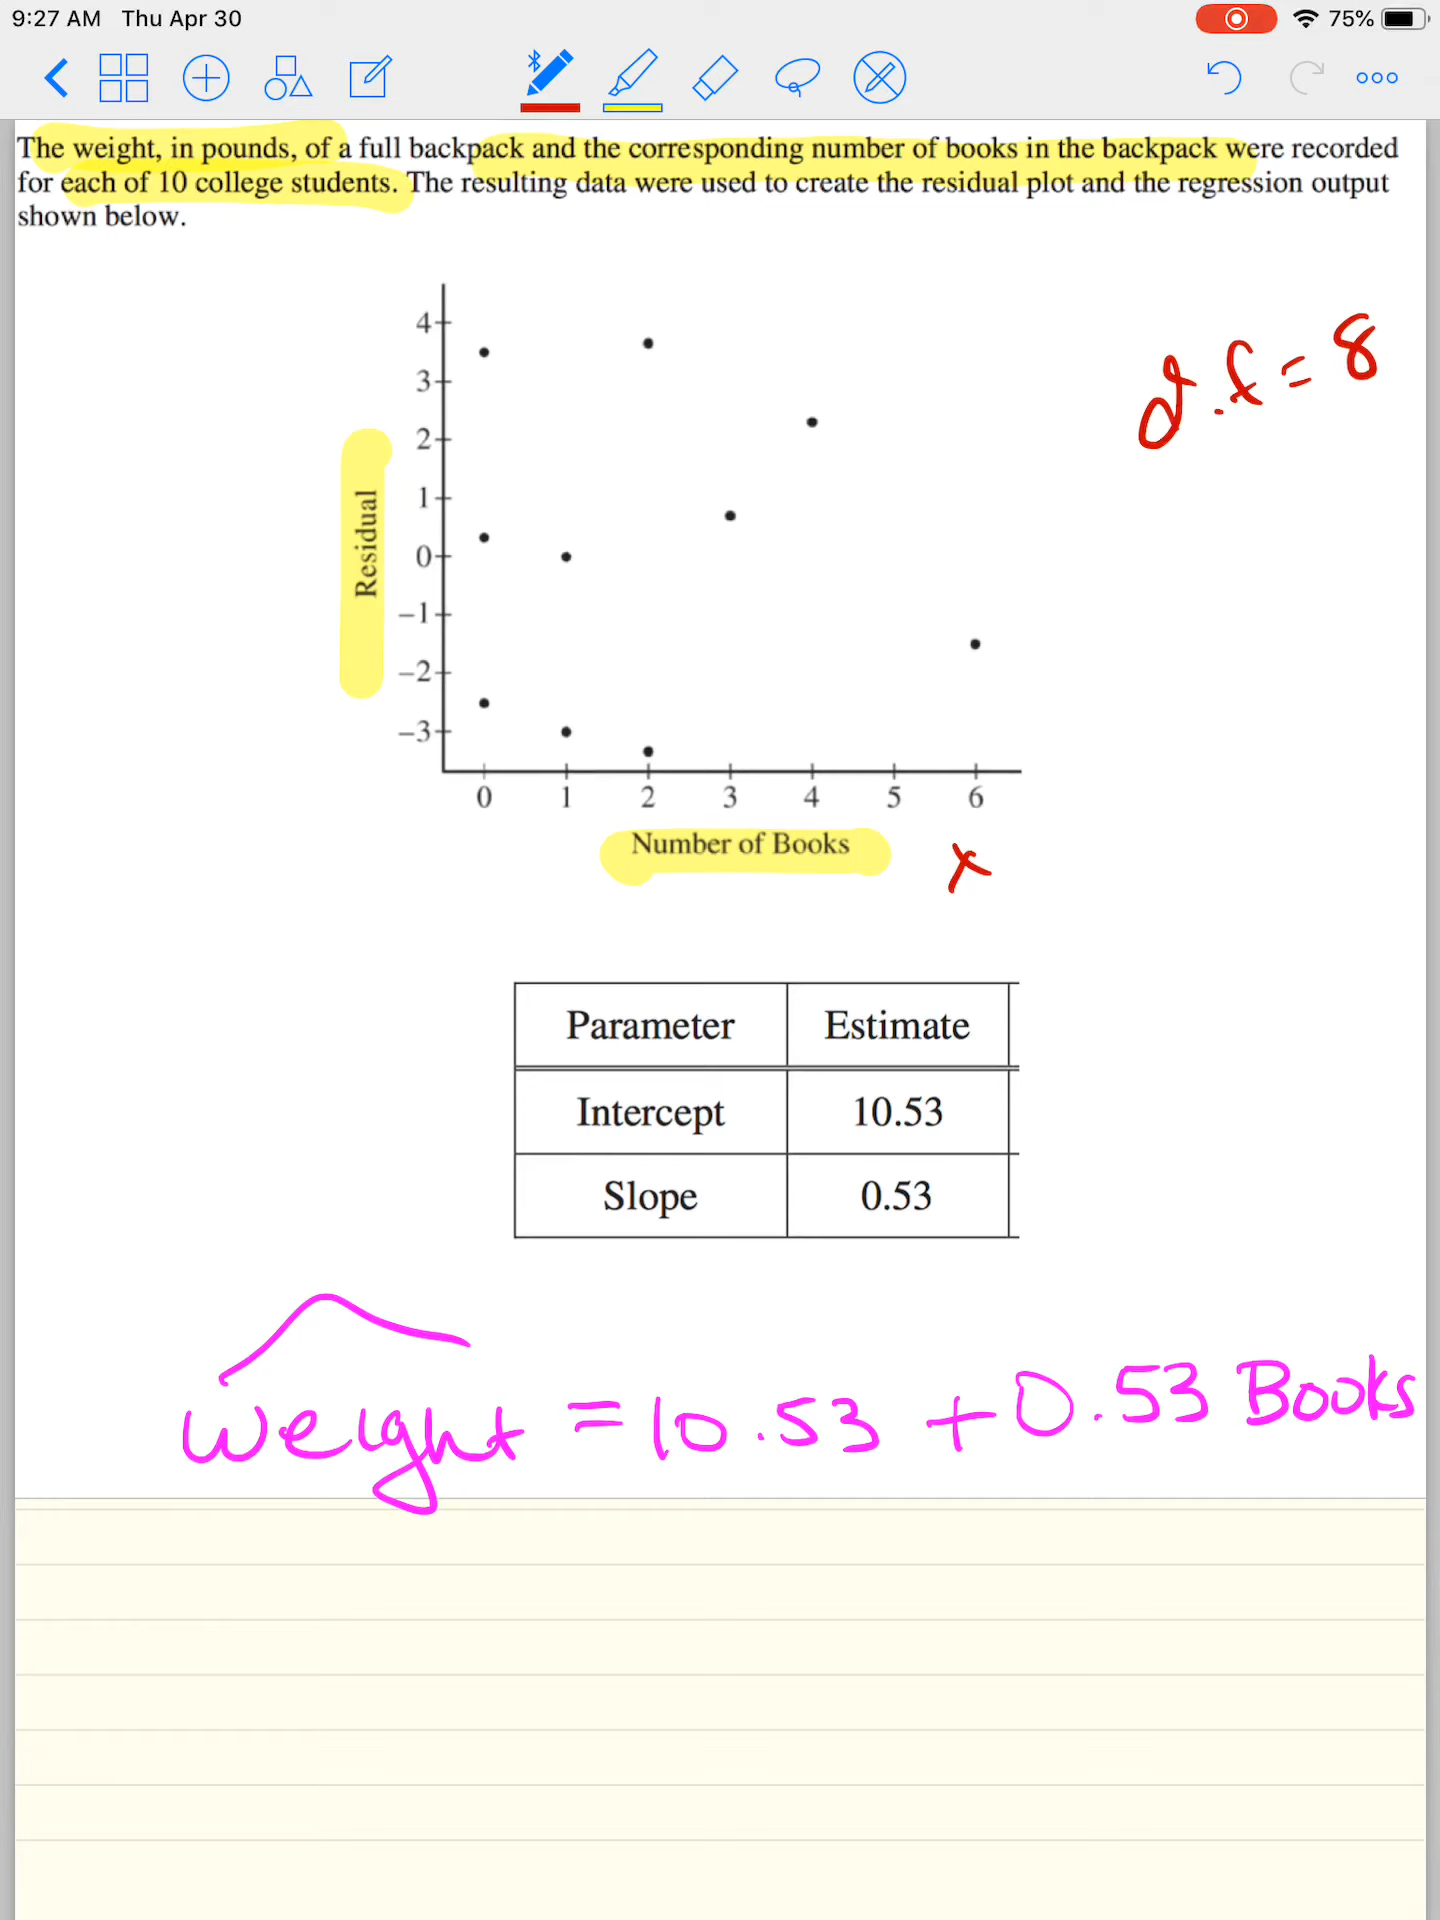 9:27 AM Thu Apr 30 75%
The weight, in pounds, of a full backpack and the corresponding number of books in the backpack were recorded
for each of 10 college students. The resulting data were used to create the residual plot and the regression output
shown below.
4
3
2
1
0
−1
−2
−3
Residual
d.f = 8
0 1 2 3 4 5 6
Number of Books
x
Parameter Estimate
Intercept 10.53
Slope 0.53
weight = 10.53 + 0.53 Books